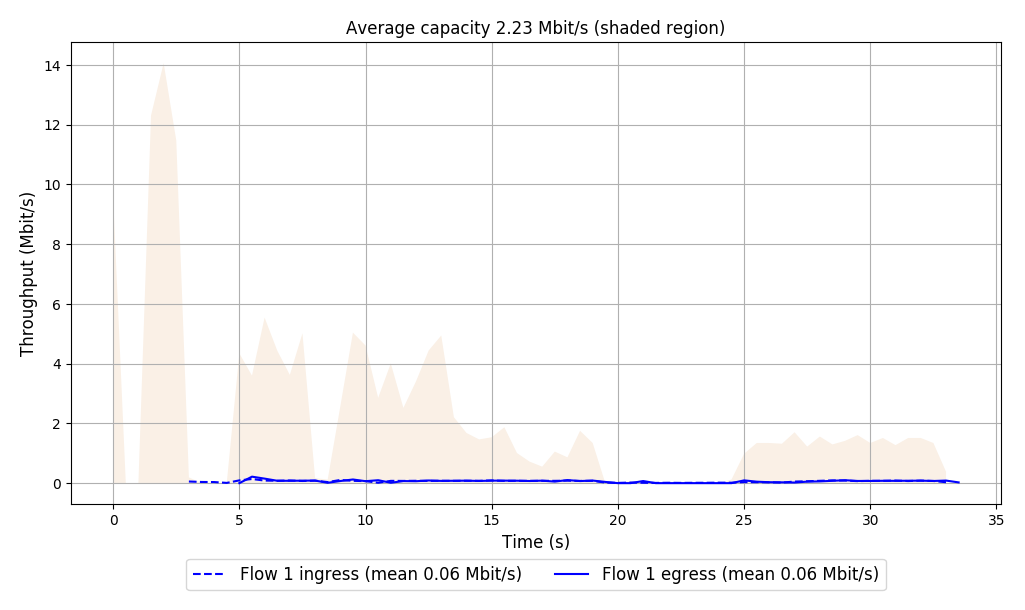 Average capacity 2.23 Mbit/s (shaded region)
Throughput (Mbit/s)
14
12
10
8
6
4
2
0
0 5 10 15 20 25 30 35
Time (s)
Flow 1 ingress (mean 0.06 Mbit/s) Flow 1 egress (mean 0.06 Mbit/s)